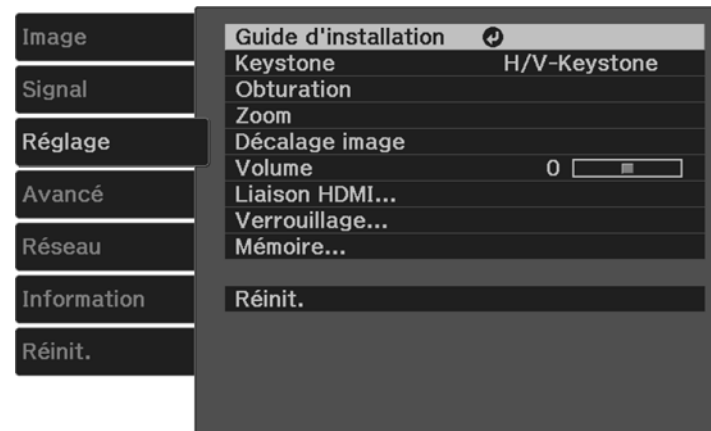 Image
Signal
Réglage
Avancé
Réseau
Information
Réinit.
Guide d'installation
Keystone H/V-Keystone
Obturation
Zoom
Décalage image
Volume 0
Liaison HDMI...
Verrouillage...
Mémoire...
Réinit.